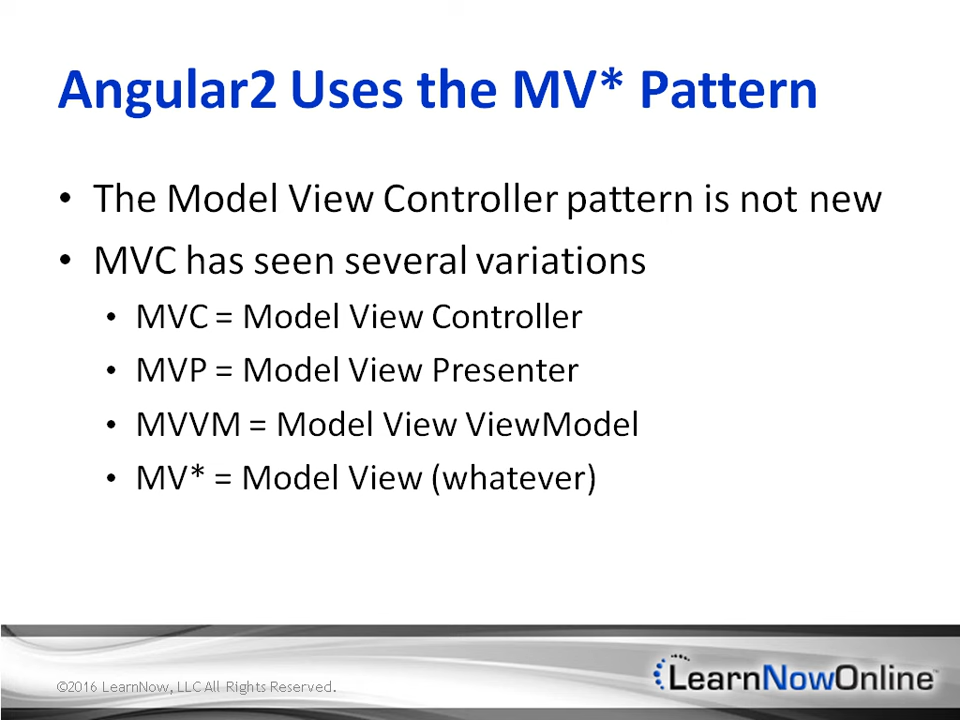 Angular2 Uses the MV* Pattern
• The Model View Controller pattern is not new
• MVC has seen several variations
• MVC = Model View Controller
• MVP = Model View Presenter
• MVVM = Model View ViewModel
• MV* = Model View (whatever)
©2016 LearnNow, LLC All Rights Reserved.
LearnNowOnline™